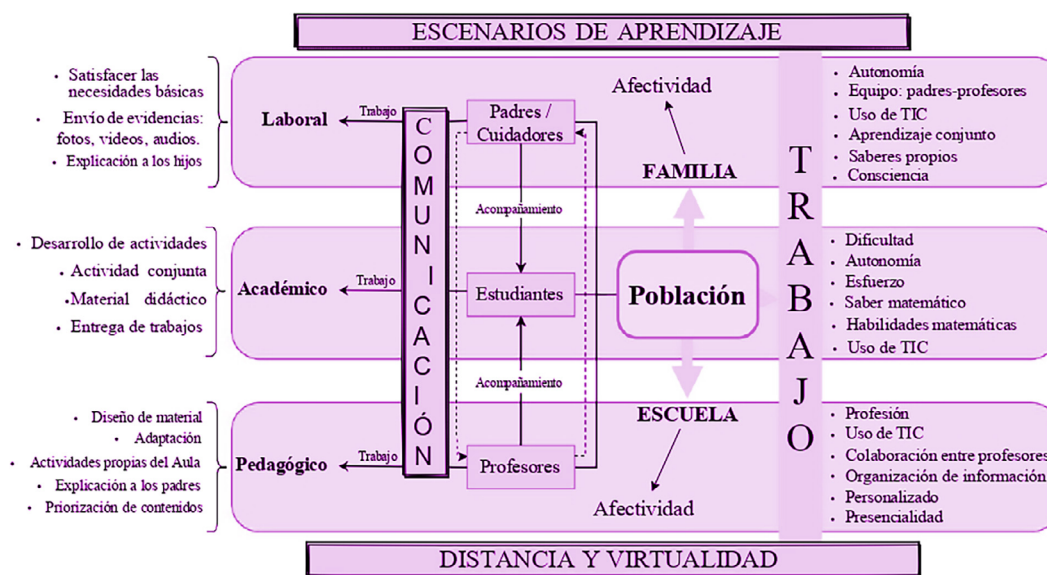 ESCENARIOS DE APRENDIZAJE
• Satisfacer las
necesidades básicas
• Envío de evidencias:
fotos, videos, audios.
• Explicación a los hijos
Laboral
Trabajo
Padres /
Cuidadores
Afectividad
FAMILIA
• Autonomía
• Equipo: padres-profesores
• Uso de TIC
• Aprendizaje conjunto
• Saberes propios
• Consciencia
COMUNICACIÓN
TRABAJO
Acompañamiento
• Desarrollo de actividades
• Actividad conjunta
• Material didáctico
• Entrega de trabajos
Académico
Trabajo
Estudiantes
Población
• Dificultad
• Autonomía
• Esfuerzo
• Saber matemático
• Habilidades matemáticas
• Uso de TIC
Acompañamiento
• Diseño de material
• Adaptación
• Actividades propias del Aula
• Explicación a los padres
• Priorización de contenidos
Pedagógico
Trabajo
Profesores
ESCUELA
Afectividad
• Profesión
• Uso de TIC
• Colaboración entre profesores
• Organización de información
• Personalizado
• Presencialidad
DISTANCIA Y VIRTUALIDAD